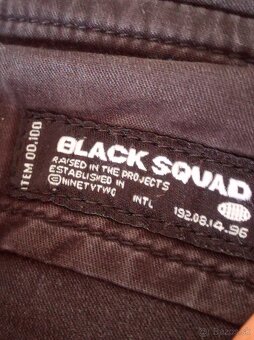 ITEM 00.100
BLACK SQUAD
RAISED IN THE PROJECTS
ESTABLISHED IN
@NINETYTWO INTL 192.08.14.96